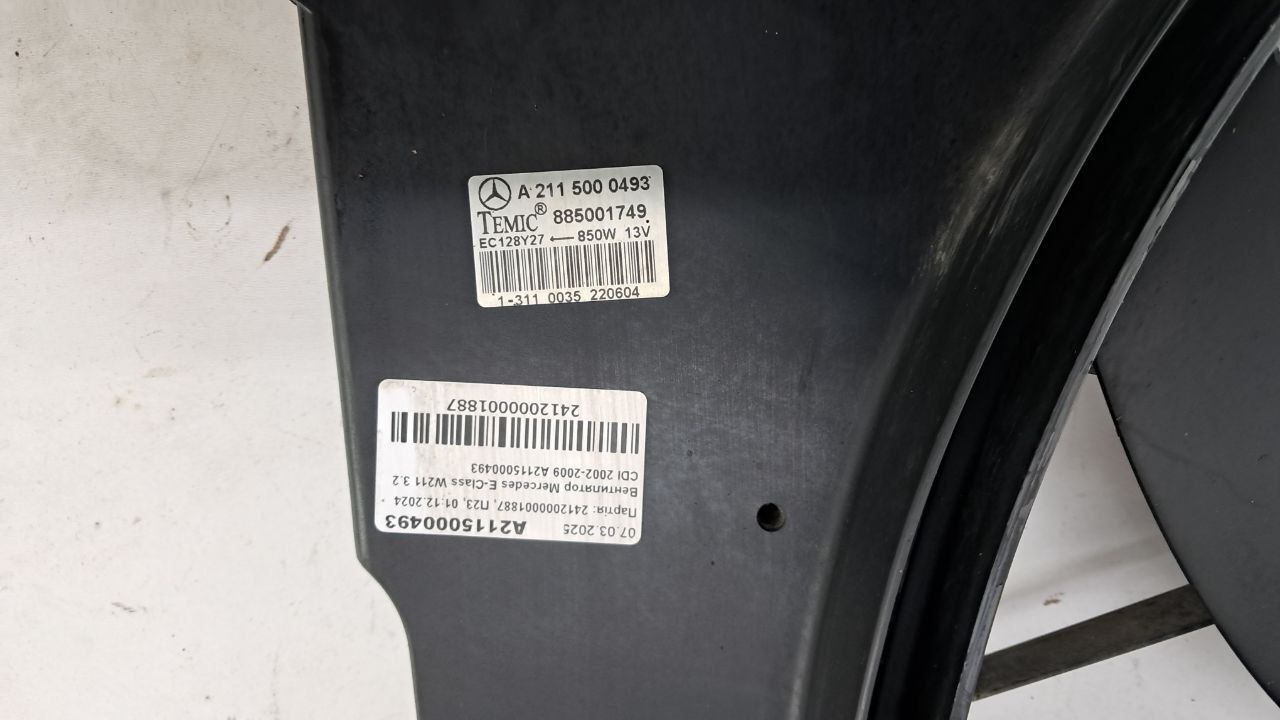 A 211 500 0493
TEMIC® 885001749.
EC128Y27 ← 850W 13V
1-311 0035 220604
07.03.2025 A2115000493
Партія: 2412000001887, П23, 01.12.2024
Вентилятор Mercedes E-Class W211 3.2
CDI 2002-2009 A2115000493
2412000001887